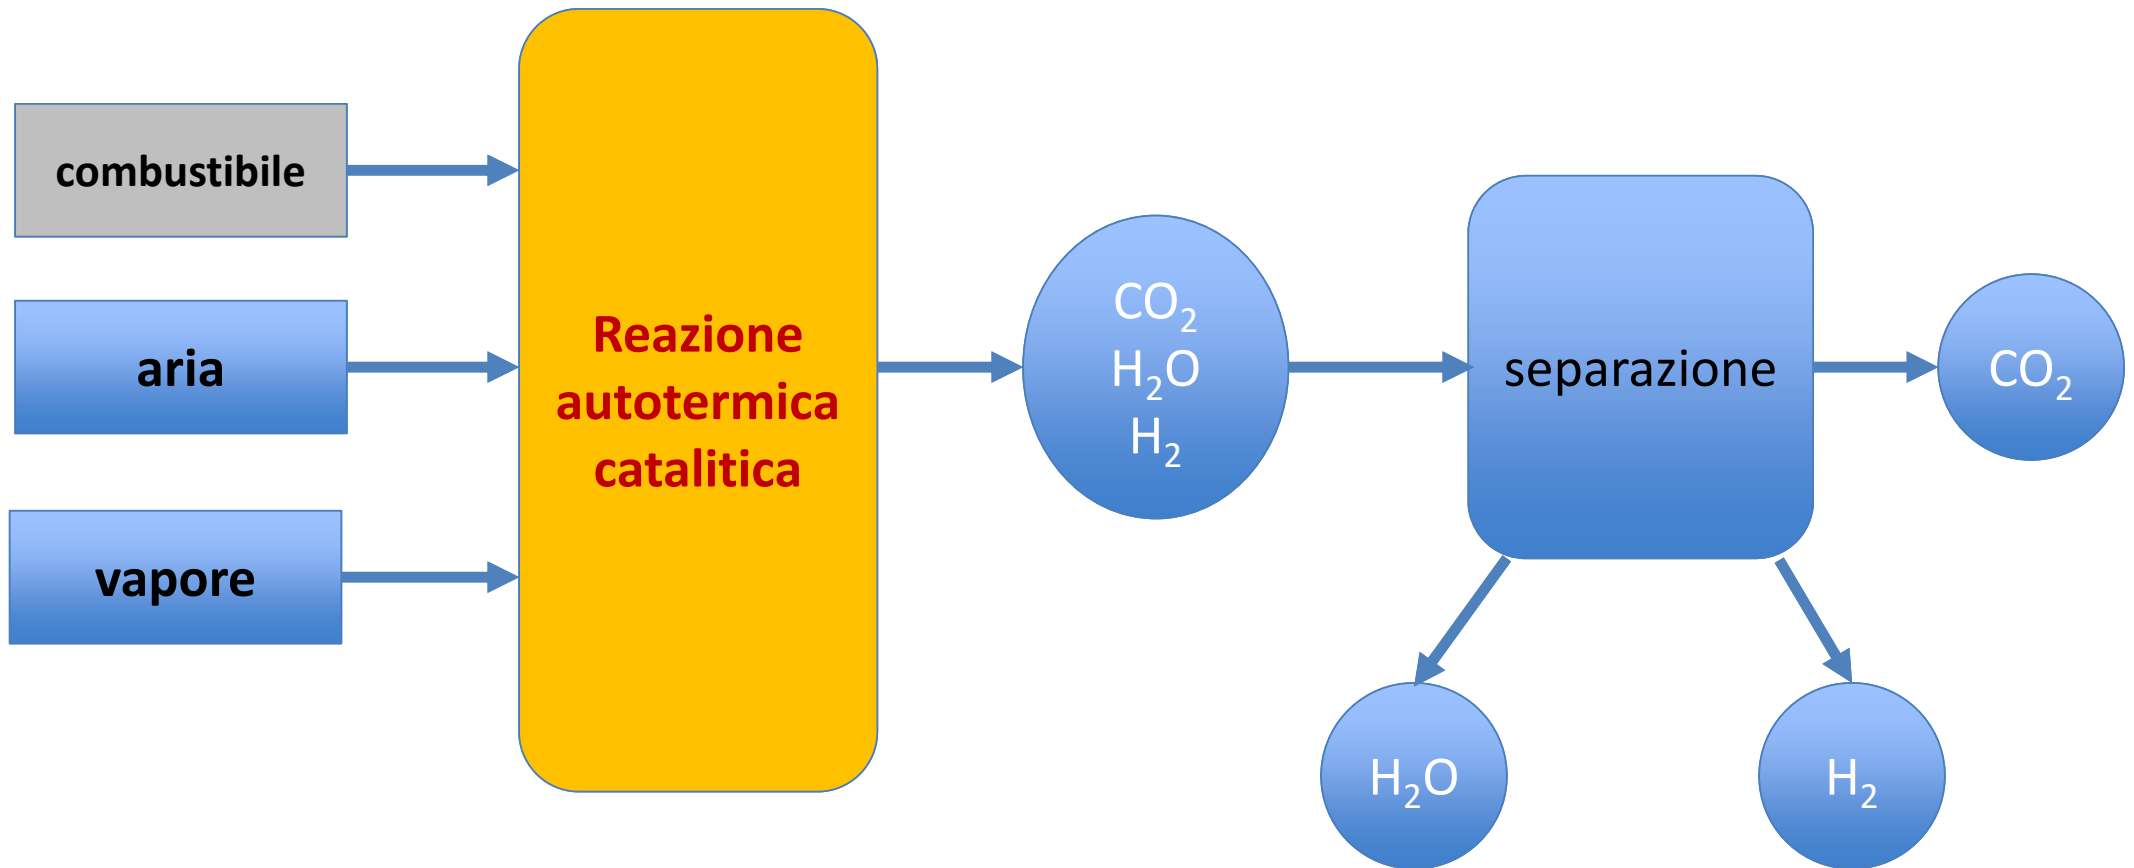 combustibile
aria
vapore
Reazione
autotermica
catalitica
CO₂
H₂O
H₂
separazione
CO₂
H₂O
H₂